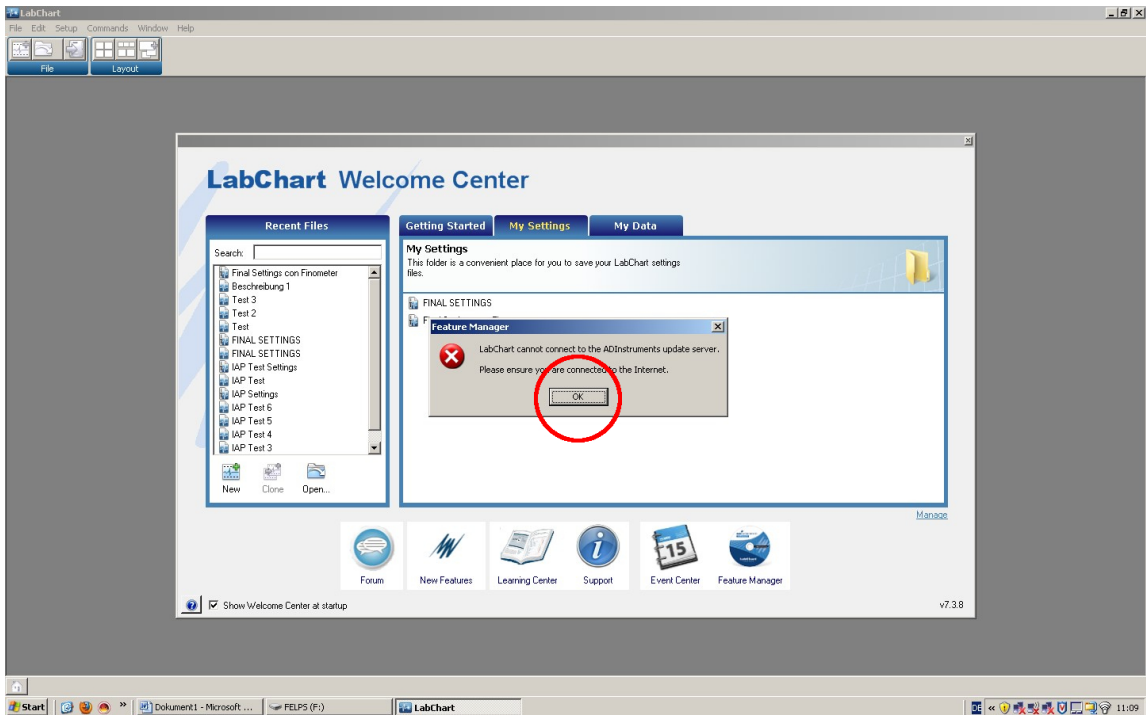 LabChart
File Edit Setup Commands Window Help
File Layout
LabChart Welcome Center
Recent Files
Search:
Final Settings con Finometer
Beschreibung 1
Test 3
Test 2
Test
FINAL SETTINGS
FINAL SETTINGS
IAP Test Settings
IAP Test
IAP Settings
IAP Test 6
IAP Test 5
IAP Test 4
IAP Test 3
New Clone Open...
Getting Started My Settings My Data
My Settings
This folder is a convenient place for you to save your LabChart settings
files.
FINAL SETTINGS
Feature Manager
LabChart cannot connect to the ADInstruments update server.
Please ensure you are connected to the Internet.
OK
Manage
15
Forum New Features Learning Center Support Event Center Feature Manager
Show Welcome Center at startup
v7.3.8
Start » Dokument1 - Microsoft ... FELPS (F:) LabChart DE « 11:09